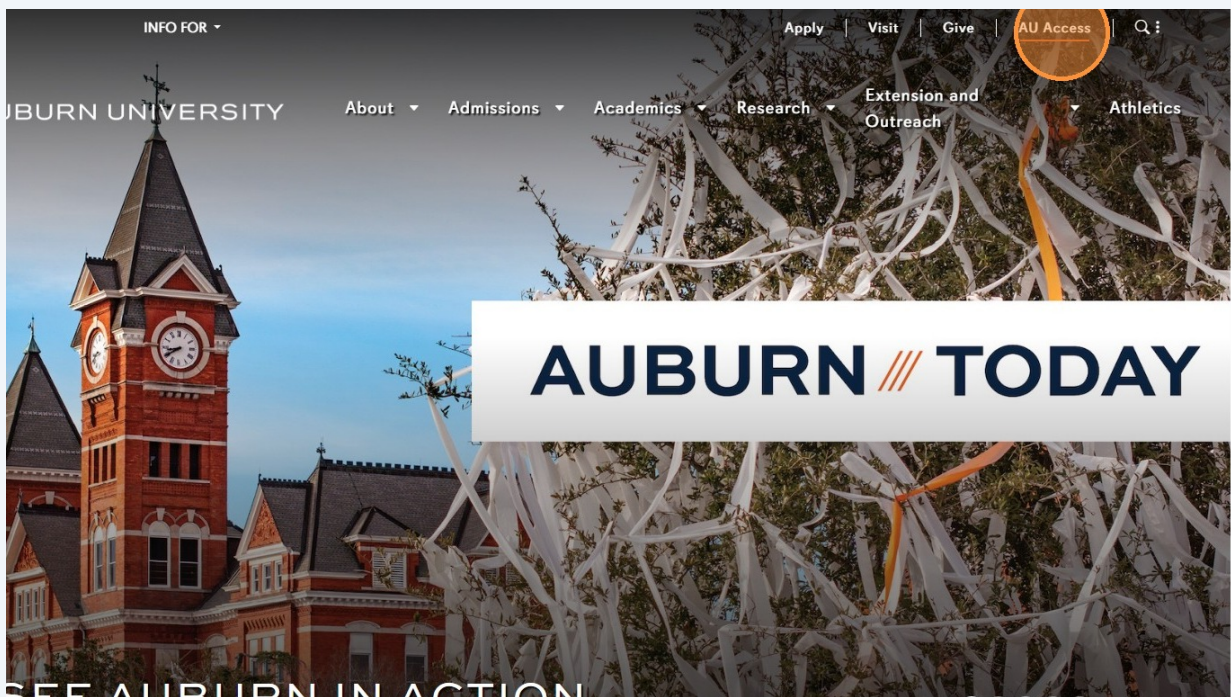 INFO FOR
Apply
Visit
Give
AU Access
UBURN UNIVERSITY
About
Admissions
Academics
Research
Extension and
Outreach
Athletics
AUBURN /// TODAY
SEE AUBURN IN ACTION